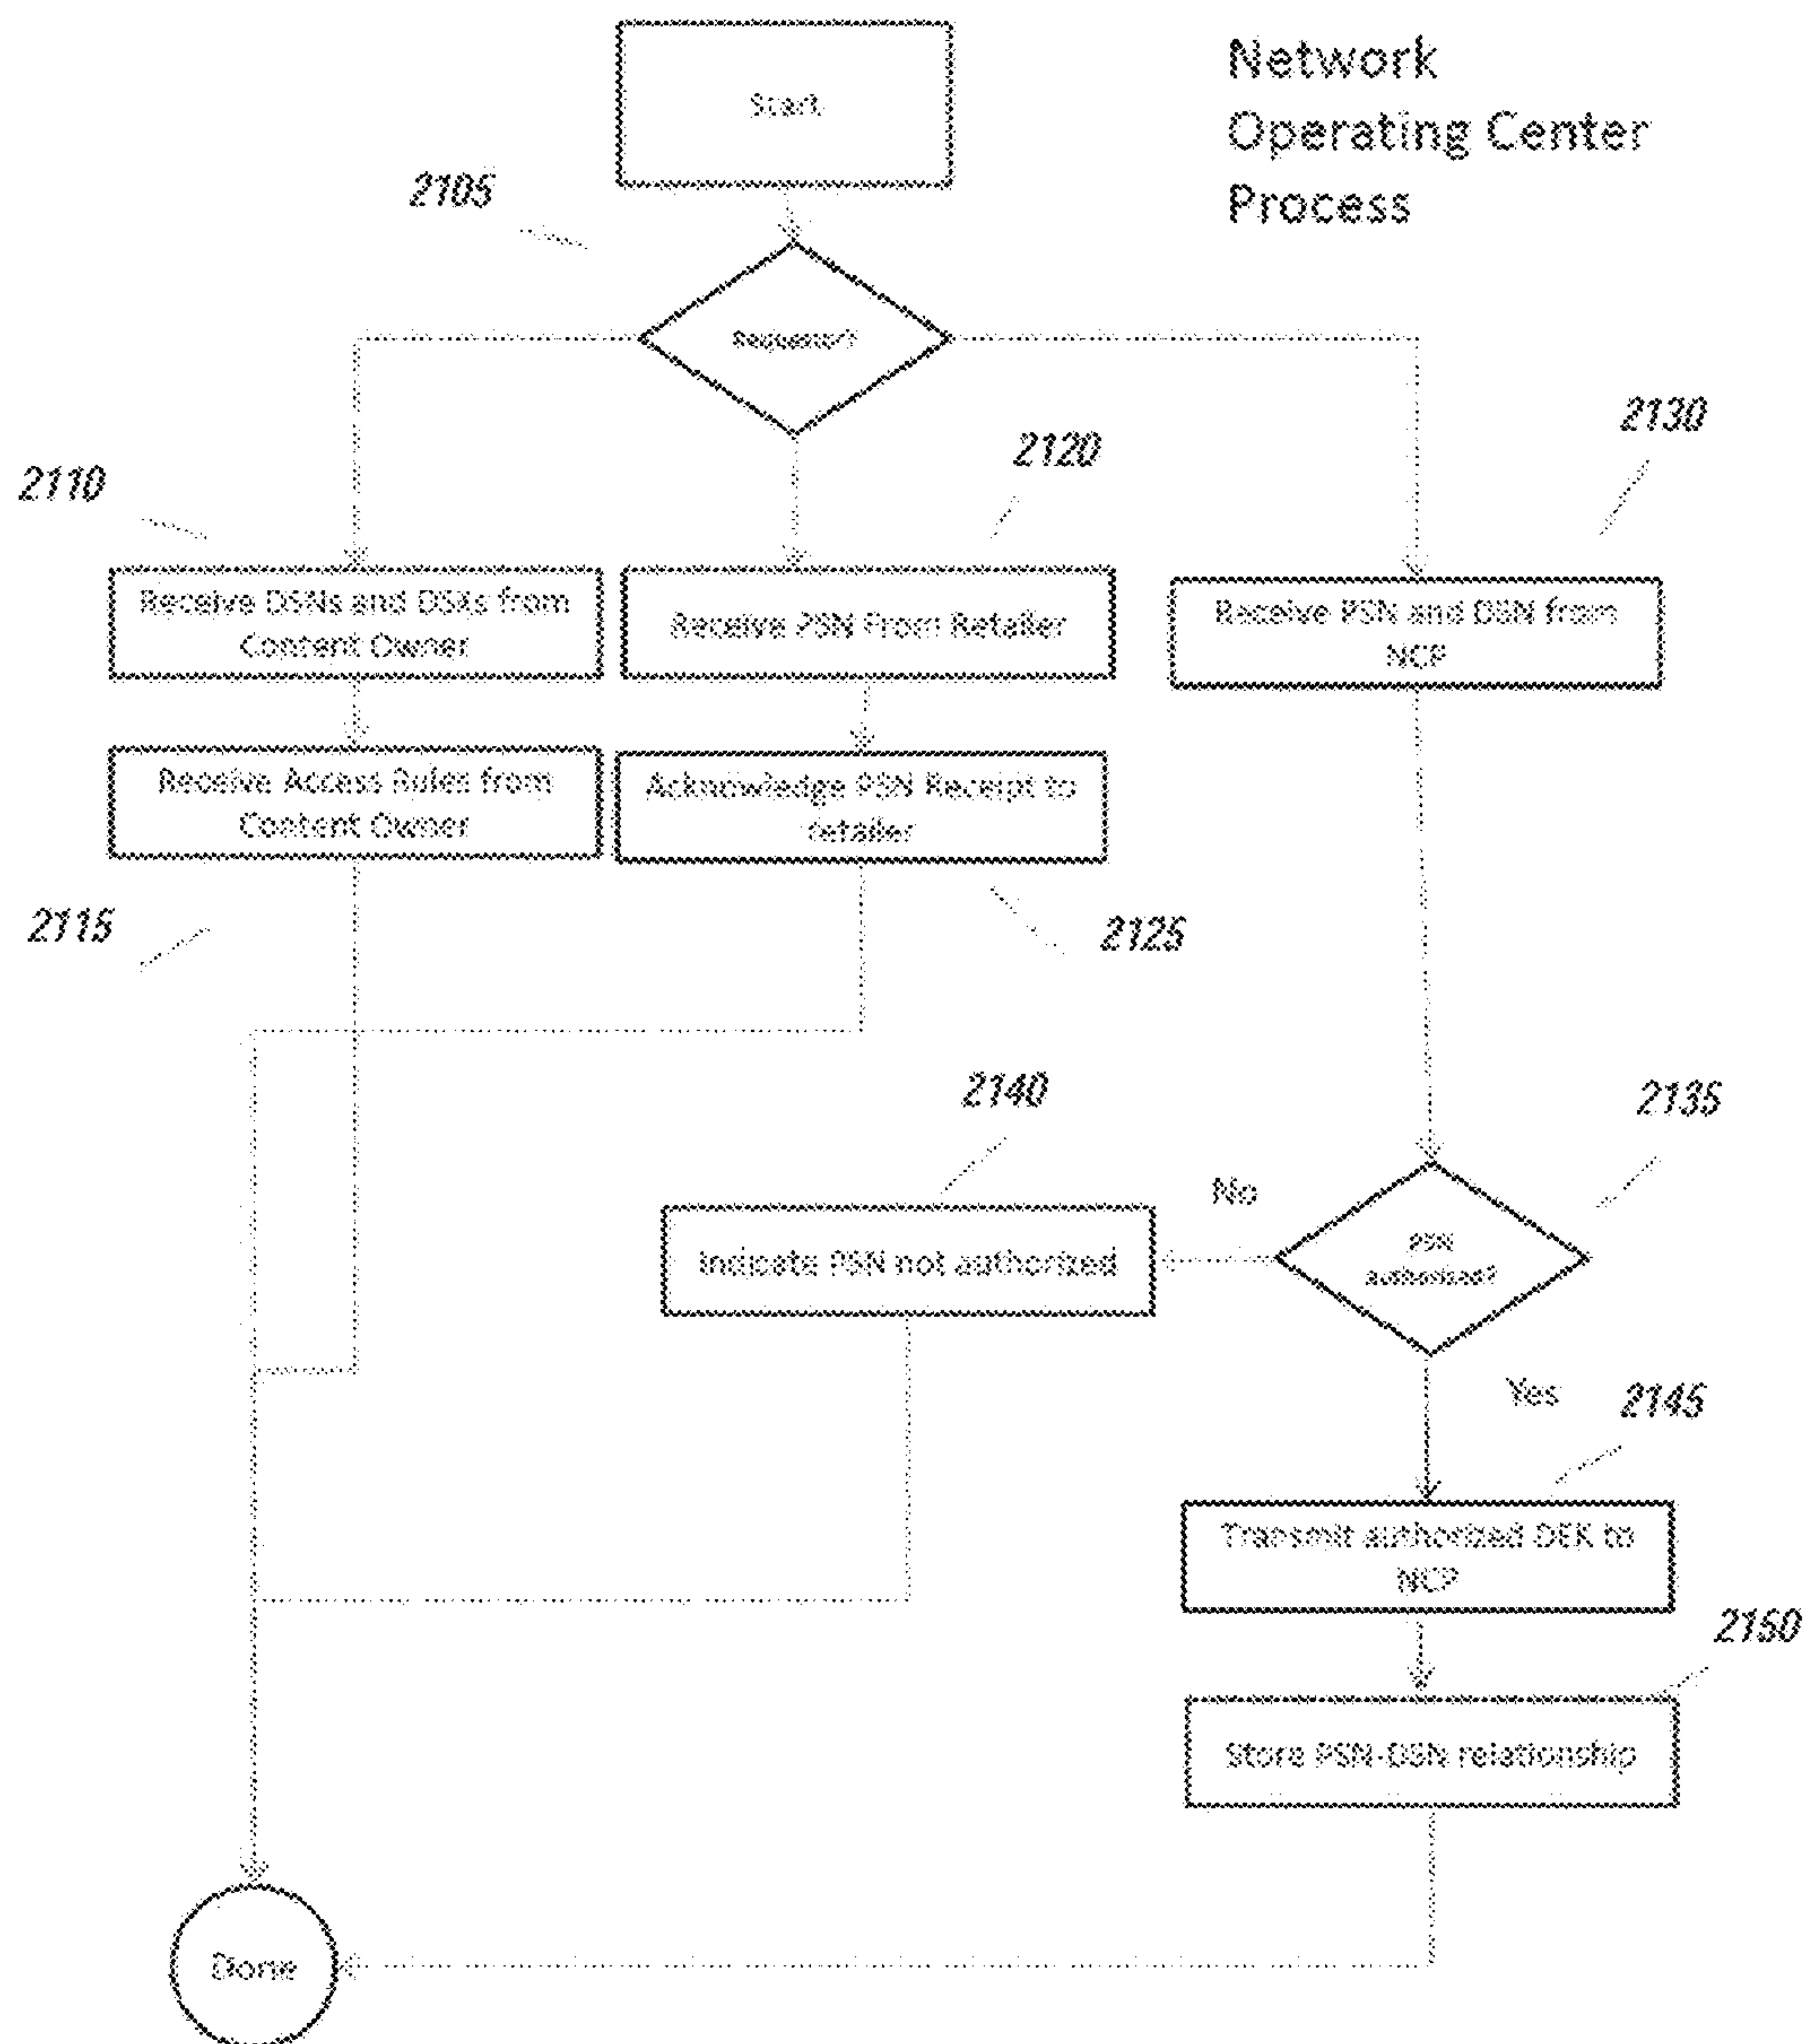 Start
Network
Operating Center
Process
2105
Requestor?
2130
2120
2110
Receive DSNs and DSKs from
Content Owner
Receive PSN From Retailer
Receive PSN and DSN from
NCP
Receive Access Rules from
Content Owner
Acknowledge PSN Receipt to
retailer
2115
2125
2140
2135
No
Indicate PSN not authorized
PSN
authorized?
Yes
2145
Transmit authorized DEK to
NCP
2150
Store PSN-DSN relationship
Done